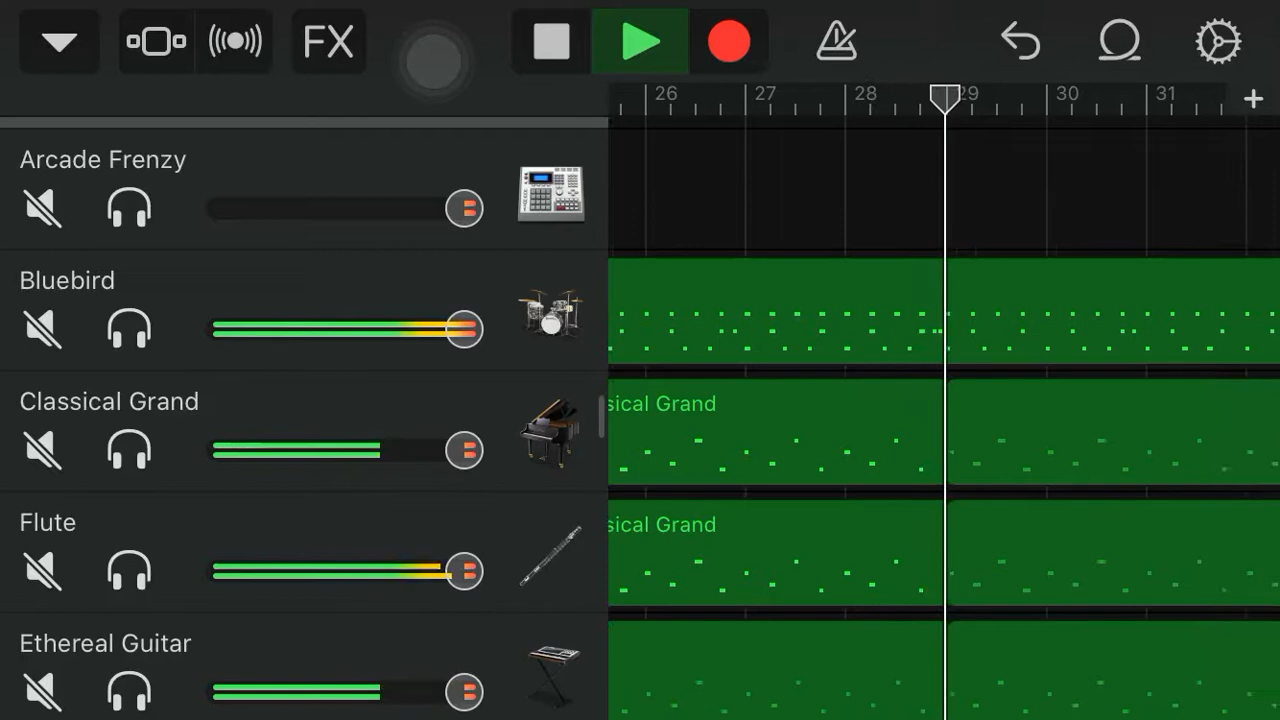 FX
26 27 28 29 30 31 +
Arcade Frenzy
Bluebird
Classical Grand
sical Grand
Flute
sical Grand
Ethereal Guitar